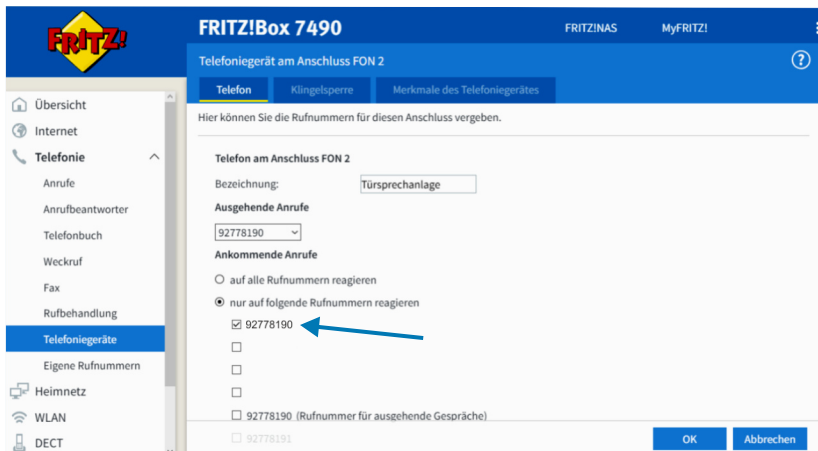 FRITZ!
FRITZ!Box 7490
FRITZ!NAS
MyFRITZ!
Telefoniegerät am Anschluss FON 2
?
Telefon
Klingelsperre
Merkmale des Telefoniegerätes
Übersicht
Internet
Telefonie
Anrufe
Anrufbeantworter
Telefonbuch
Weckruf
Fax
Rufbehandlung
Telefoniegeräte
Eigene Rufnummern
Heimnetz
WLAN
DECT
Hier können Sie die Rufnummern für diesen Anschluss vergeben.
Telefon am Anschluss FON 2
Bezeichnung: Türsprechanlage
Ausgehende Anrufe
92778190
Ankommende Anrufe
auf alle Rufnummern reagieren
nur auf folgende Rufnummern reagieren
92778190
92778190 (Rufnummer für ausgehende Gespräche)
92778191
OK
Abbrechen